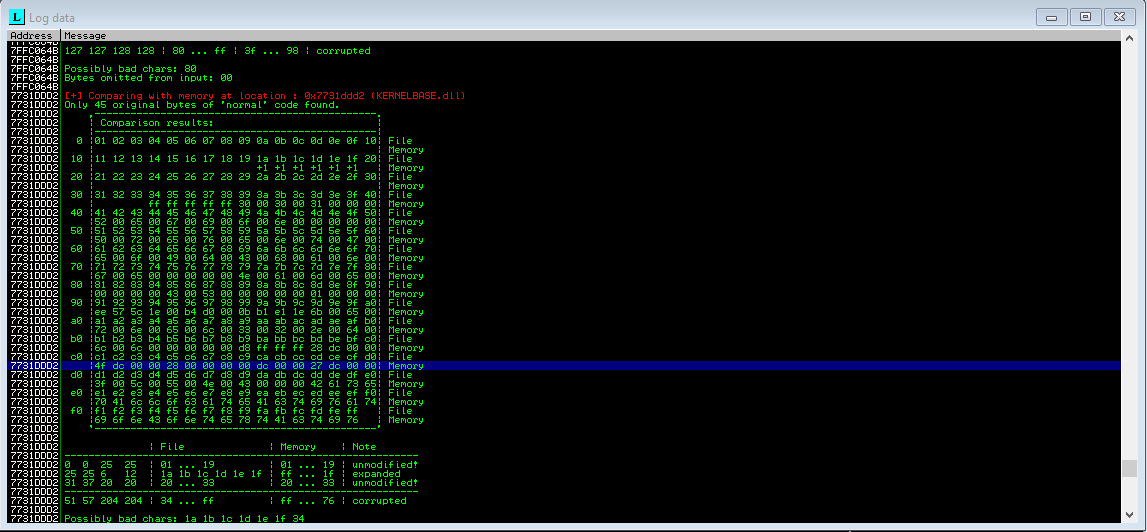 L Log data
Address Message
7FFC064B
7FFC064B 127 127 128 128 | 80 ... ff | 3f ... 98 | corrupted
7FFC064B
7FFC064B Possibly bad chars: 80
7FFC064B Bytes omitted from input: 00
7FFC064B
7731DDD2 [+] Comparing with memory at location : 0x7731ddd2 (KERNELBASE.dll)
7731DDD2 Only 45 original bytes of 'normal' code found.
7731DDD2 ,-----------------------------------------------.
7731DDD2 | Comparison results: |
7731DDD2 |-----------------------------------------------|
7731DDD2 0 |01 02 03 04 05 06 07 08 09 0a 0b 0c 0d 0e 0f 10| File
7731DDD2 | | Memory
7731DDD2 10 |11 12 13 14 15 16 17 18 19 1a 1b 1c 1d 1e 1f 20| File
7731DDD2 | +1 +1 +1 +1 +1 +1 | Memory
7731DDD2 20 |21 22 23 24 25 26 27 28 29 2a 2b 2c 2d 2e 2f 30| File
7731DDD2 | | Memory
7731DDD2 30 |31 32 33 34 35 36 37 38 39 3a 3b 3c 3d 3e 3f 40| File
7731DDD2 | ff ff ff ff ff 30 00 30 00 31 00 00 00| Memory
7731DDD2 40 |41 42 43 44 45 46 47 48 49 4a 4b 4c 4d 4e 4f 50| File
7731DDD2 |52 00 65 00 67 00 69 00 6f 00 6e 00 00 00 00 00| Memory
7731DDD2 50 |51 52 53 54 55 56 57 58 59 5a 5b 5c 5d 5e 5f 60| File
7731DDD2 |50 00 72 00 65 00 76 00 65 00 6e 00 74 00 47 00| Memory
7731DDD2 60 |61 62 63 64 65 66 67 68 69 6a 6b 6c 6d 6e 6f 70| File
7731DDD2 |65 00 6f 00 49 00 64 00 43 00 68 00 61 00 6e 00| Memory
7731DDD2 70 |71 72 73 74 75 76 77 78 79 7a 7b 7c 7d 7e 7f 80| File
7731DDD2 |67 00 65 00 00 00 00 00 4e 00 61 00 6d 00 65 00| Memory
7731DDD2 80 |81 82 83 84 85 86 87 88 89 8a 8b 8c 8d 8e 8f 90| File
7731DDD2 |00 00 00 00 43 00 53 00 00 00 00 00 01 00 00 00| Memory
7731DDD2 90 |91 92 93 94 95 96 97 98 99 9a 9b 9c 9d 9e 9f a0| File
7731DDD2 |ee 57 5c 1e 00 b4 d0 00 0b b1 e1 1e 6b 00 65 00| Memory
7731DDD2 a0 |a1 a2 a3 a4 a5 a6 a7 a8 a9 aa ab ac ad ae af b0| File
7731DDD2 |72 00 6e 00 65 00 6c 00 33 00 32 00 2e 00 64 00| Memory
7731DDD2 b0 |b1 b2 b3 b4 b5 b6 b7 b8 b9 ba bb bc bd be bf c0| File
7731DDD2 |6c 00 6c 00 00 00 00 00 d8 ff ff ff 28 dc 00 00| Memory
7731DDD2 c0 |c1 c2 c3 c4 c5 c6 c7 c8 c9 ca cb cc cd ce cf d0| File
7731DDD2 |4f dc 00 00 28 00 00 00 00 dc 00 00 27 dc 00 00| Memory
7731DDD2 d0 |d1 d2 d3 d4 d5 d6 d7 d8 d9 da db dc dd de df e0| File
7731DDD2 |3f 00 5c 00 55 00 4e 00 43 00 00 00 42 61 73 65| Memory
7731DDD2 e0 |e1 e2 e3 e4 e5 e6 e7 e8 e9 ea eb ec ed ee ef f0| File
7731DDD2 |70 41 6c 6c 6f 63 61 74 65 41 63 74 69 76 61 74| Memory
7731DDD2 f0 |f1 f2 f3 f4 f5 f6 f7 f8 f9 fa fb fc fd fe ff | File
7731DDD2 |69 6f 6e 43 6f 6e 74 65 78 74 41 63 74 69 76 | Memory
7731DDD2 `-----------------------------------------------'
7731DDD2
7731DDD2 | File | Memory | Note
7731DDD2 -----------------------------------------------------
7731DDD2 0 0 25 25 | 01 ... 19 | 01 ... 19 | unmodified!
7731DDD2 25 25 6 12 | 1a 1b 1c 1d 1e 1f | ff ... 1f | expanded
7731DDD2 31 37 20 20 | 20 ... 33 | 20 ... 33 | unmodified!
7731DDD2 -----------------------------------------------------
7731DDD2 51 57 204 204 | 34 ... ff | ff ... 76 | corrupted
7731DDD2
7731DDD2 Possibly bad chars: 1a 1b 1c 1d 1e 1f 34